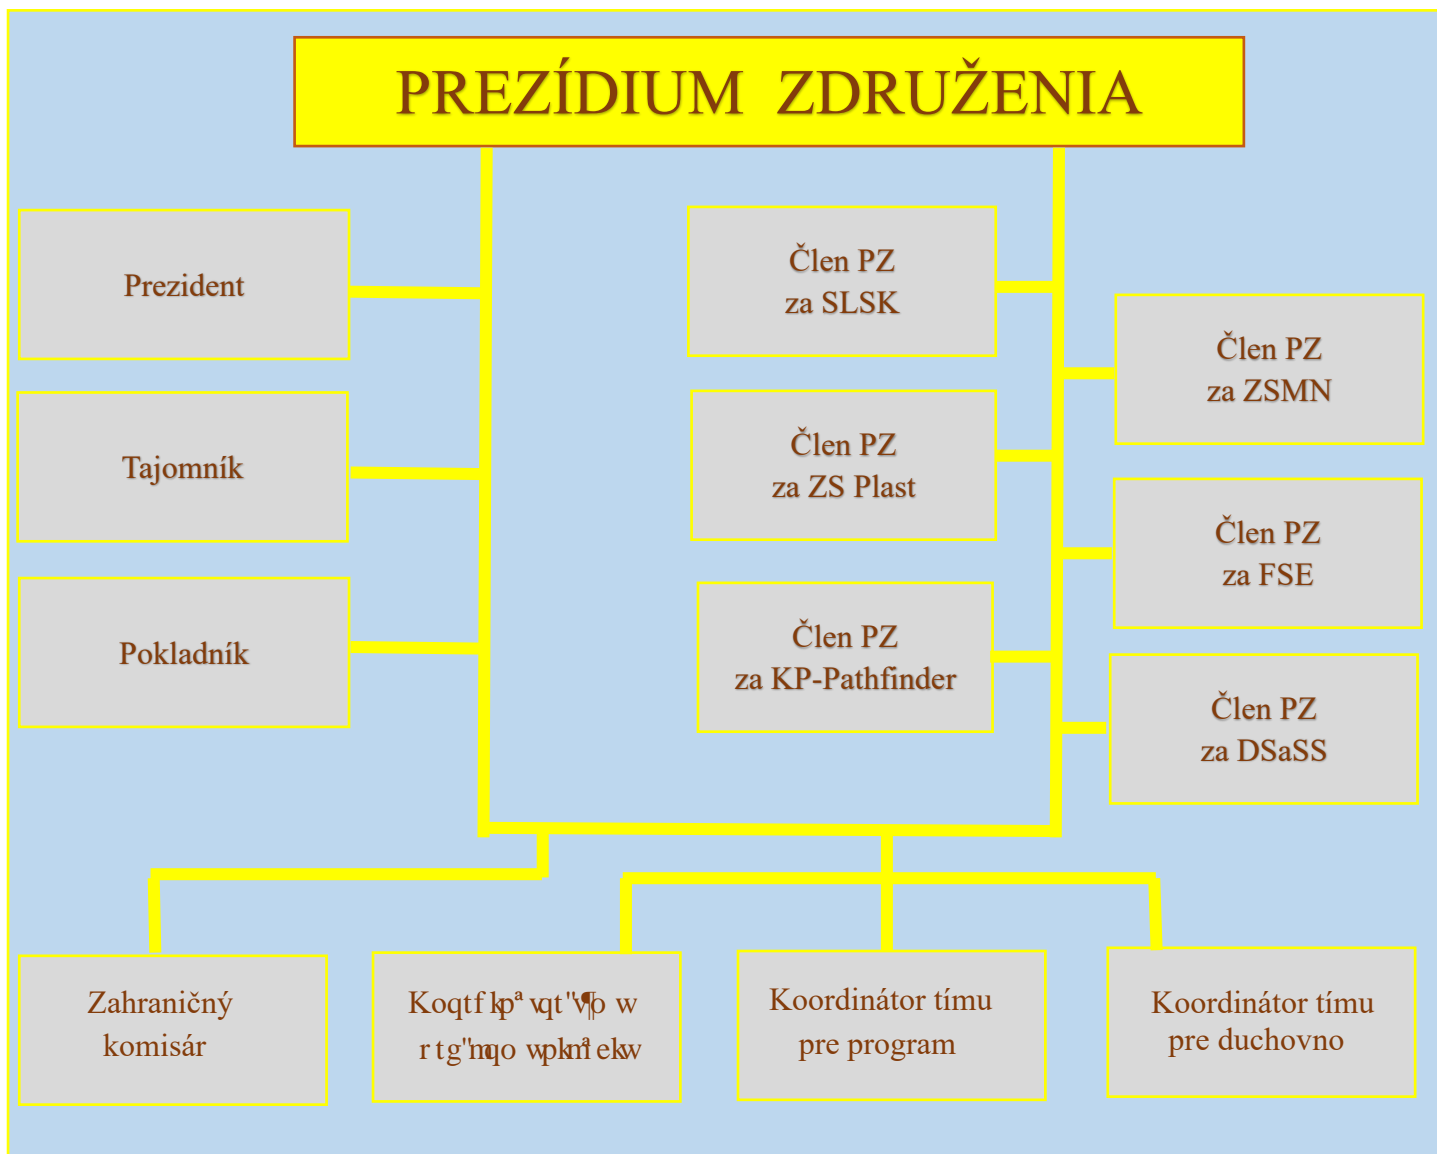 PREZÍDIUM ZDRUŽENIA
Prezident
Tajomník
Pokladník
Člen PZ
za SLSK
Člen PZ
za ZS Plast
Člen PZ
za KP-Pathfinder
Člen PZ
za ZSMN
Člen PZ
za FSE
Člen PZ
za DSaSS
Zahraničný
komisár
Koordinátor tímu
pre program
Koordinátor tímu
pre duchovno